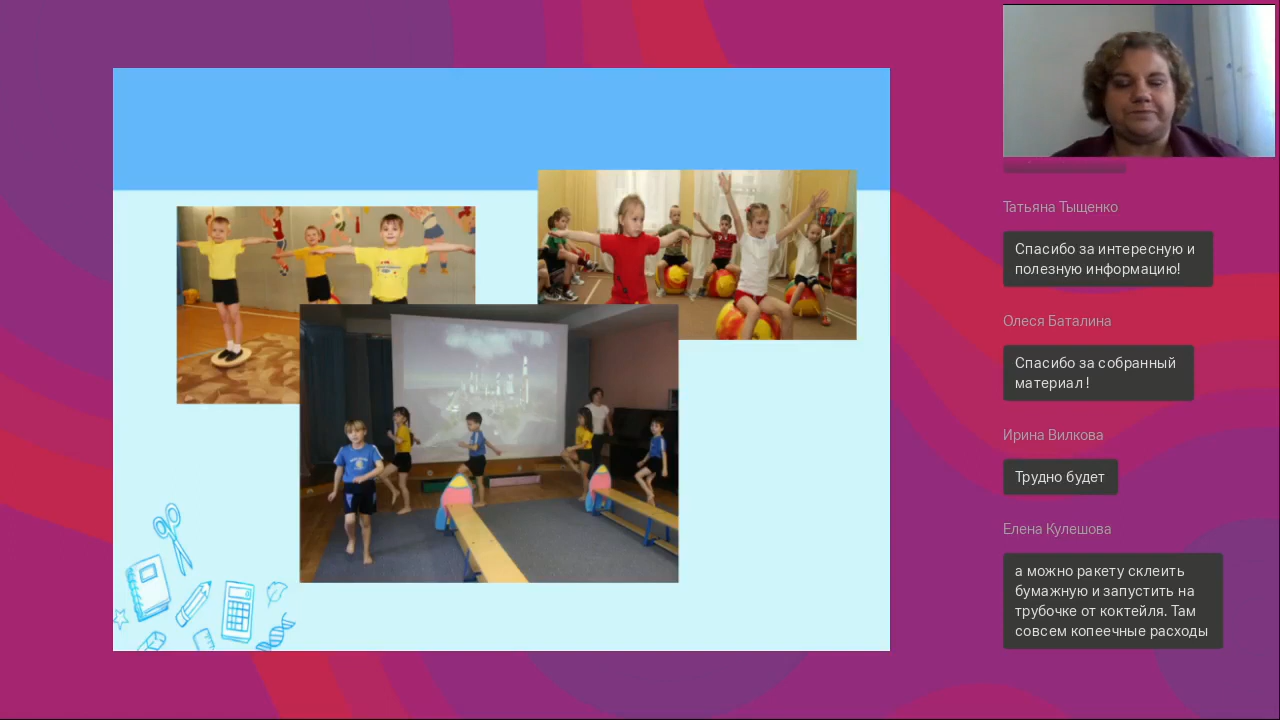 Татьяна Тыщенко
Спасибо за интересную и
полезную информацию!
Олеся Баталина
Спасибо за собранный
материал !
Ирина Вилкова
Трудно будет
Елена Кулешова
а можно ракету склеить
бумажную и запустить на
трубочке от коктейля. Там
совсем копеечные расходы